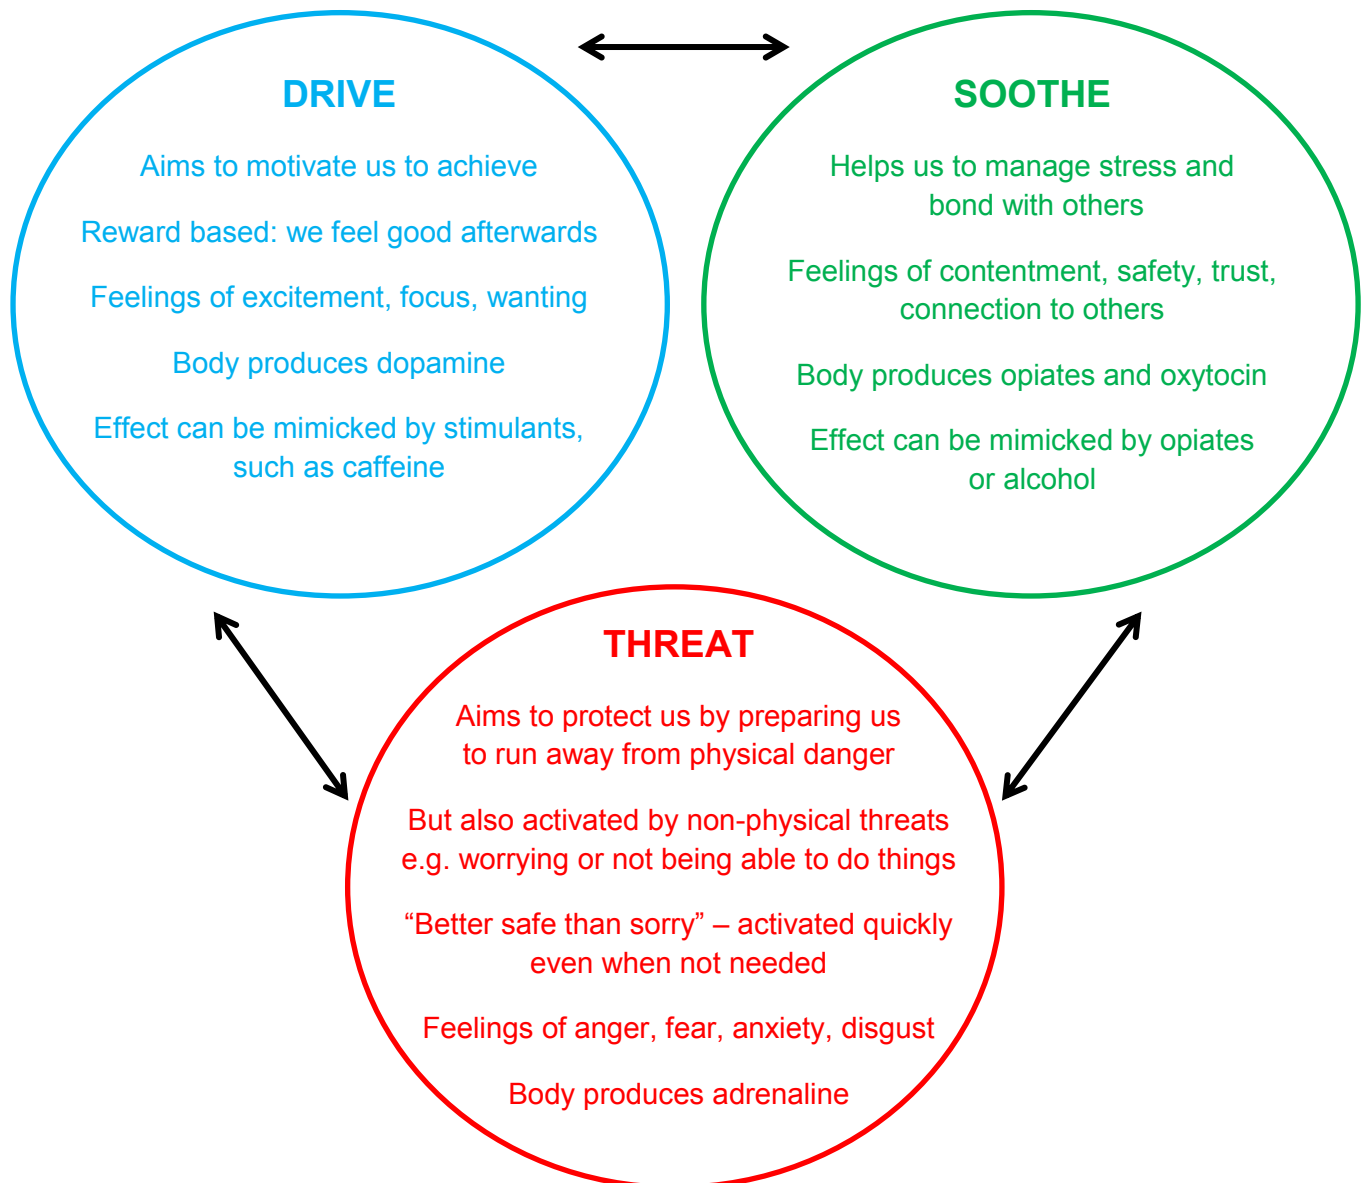 DRIVE
Aims to motivate us to achieve
Reward based: we feel good afterwards
Feelings of excitement, focus, wanting
Body produces dopamine
Effect can be mimicked by stimulants,
such as caffeine
SOOTHE
Helps us to manage stress and
bond with others
Feelings of contentment, safety, trust,
connection to others
Body produces opiates and oxytocin
Effect can be mimicked by opiates
or alcohol
THREAT
Aims to protect us by preparing us
to run away from physical danger
But also activated by non-physical threats
e.g. worrying or not being able to do things
“Better safe than sorry” – activated quickly
even when not needed
Feelings of anger, fear, anxiety, disgust
Body produces adrenaline